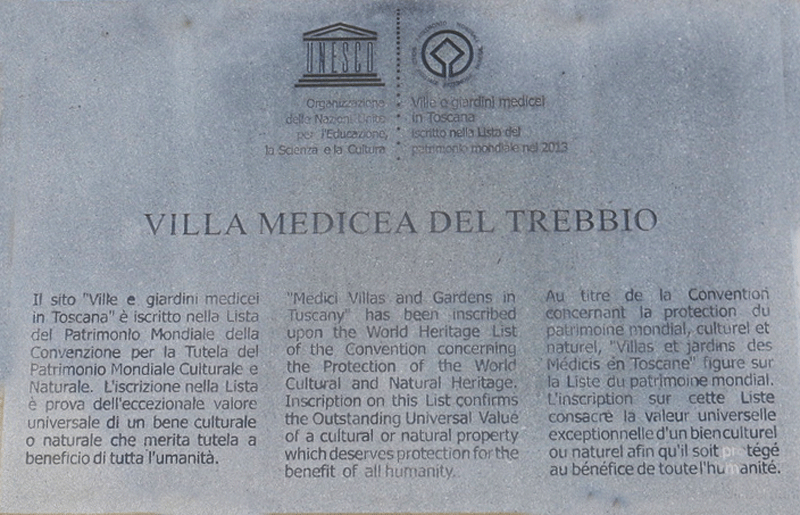 UNESCO
Organizzazione
delle Nazioni Unite
per l'Educazione,
la Scienza e la Cultura
Ville e giardini medicei
in Toscana
iscritto nella Lista del
patrimonio mondiale nel 2013
VILLA MEDICEA DEL TREBBIO
Il sito "Ville e giardini medicei
in Toscana" è iscritto nella Lista
del Patrimonio Mondiale della
Convenzione per la Tutela del
Patrimonio Mondiale Culturale e
Naturale. L'iscrizione nella Lista
è prova dell'eccezionale valore
universale di un bene culturale
o naturale che merita tutela a
beneficio di tutta l'umanità.
"Medici Villas and Gardens in
Tuscany" has been inscribed
upon the World Heritage List
of the Convention concerning
the Protection of the World
Cultural and Natural Heritage.
Inscription on this List confirms
the Outstanding Universal Value
of a cultural or natural property
which deserves protection for the
benefit of all humanity.
Au titre de la Convention
concernant la protection du
patrimoine mondial, culturel et
naturel, "Villas et jardins des
Médicis en Toscane" figure sur
la Liste du patrimoine mondial.
L'inscription sur cette Liste
consacre la valeur universelle
exceptionnelle d'un bien culturel
ou naturel afin qu'il soit protégé
au bénéfice de toute l'humanité.